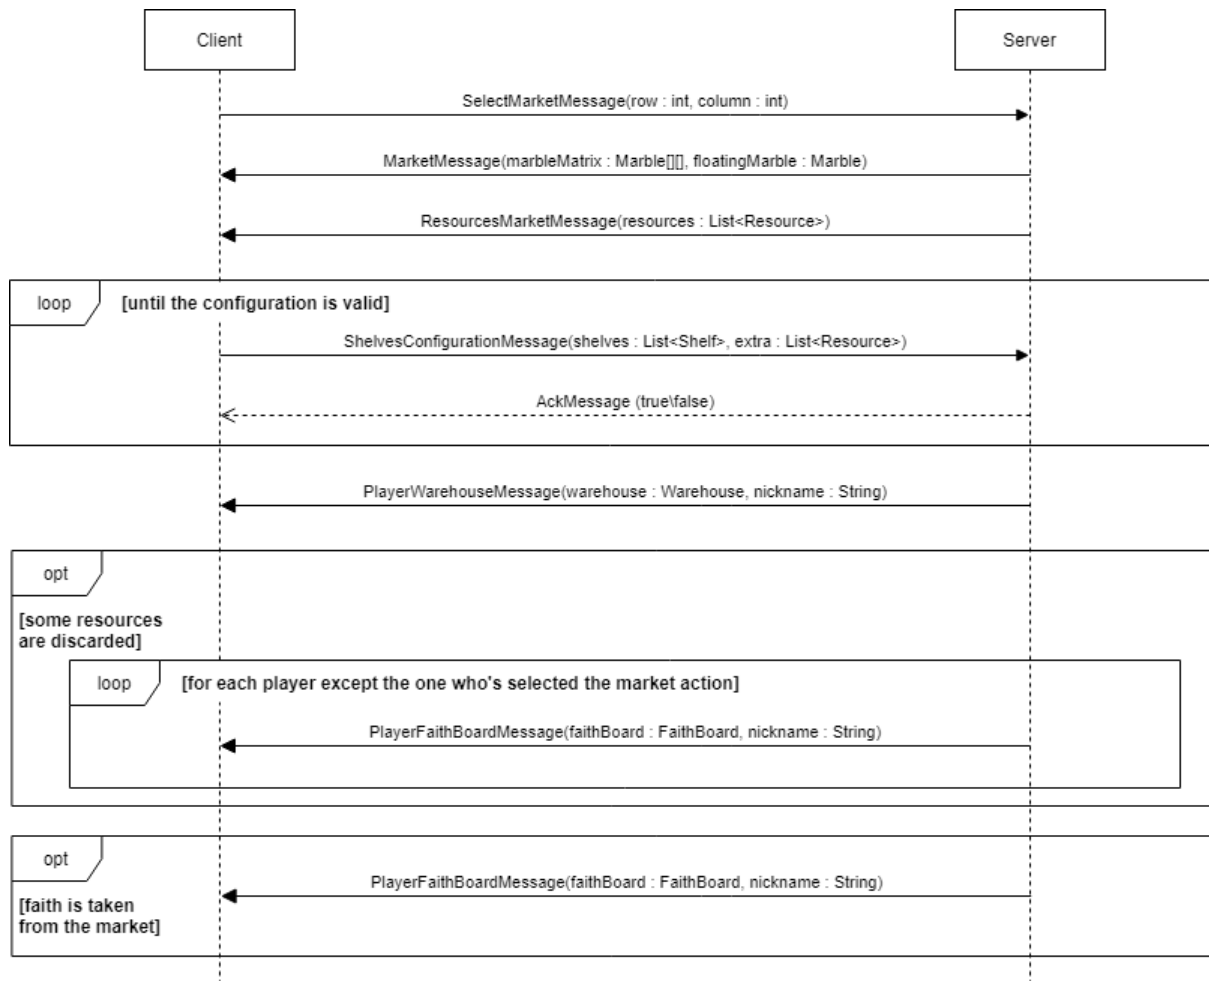 Client
Server
SelectMarketMessage(row : int, column : int)
MarketMessage(marbleMatrix : Marble[][], floatingMarble : Marble)
ResourcesMarketMessage(resources : List<Resource>)
loop
[until the configuration is valid]
ShelvesConfigurationMessage(shelves : List<Shelf>, extra : List<Resource>)
AckMessage (true\false)
PlayerWarehouseMessage(warehouse : Warehouse, nickname : String)
opt
[some resources
are discarded]
loop
[for each player except the one who's selected the market action]
PlayerFaithBoardMessage(faithBoard : FaithBoard, nickname : String)
opt
PlayerFaithBoardMessage(faithBoard : FaithBoard, nickname : String)
[faith is taken
from the market]